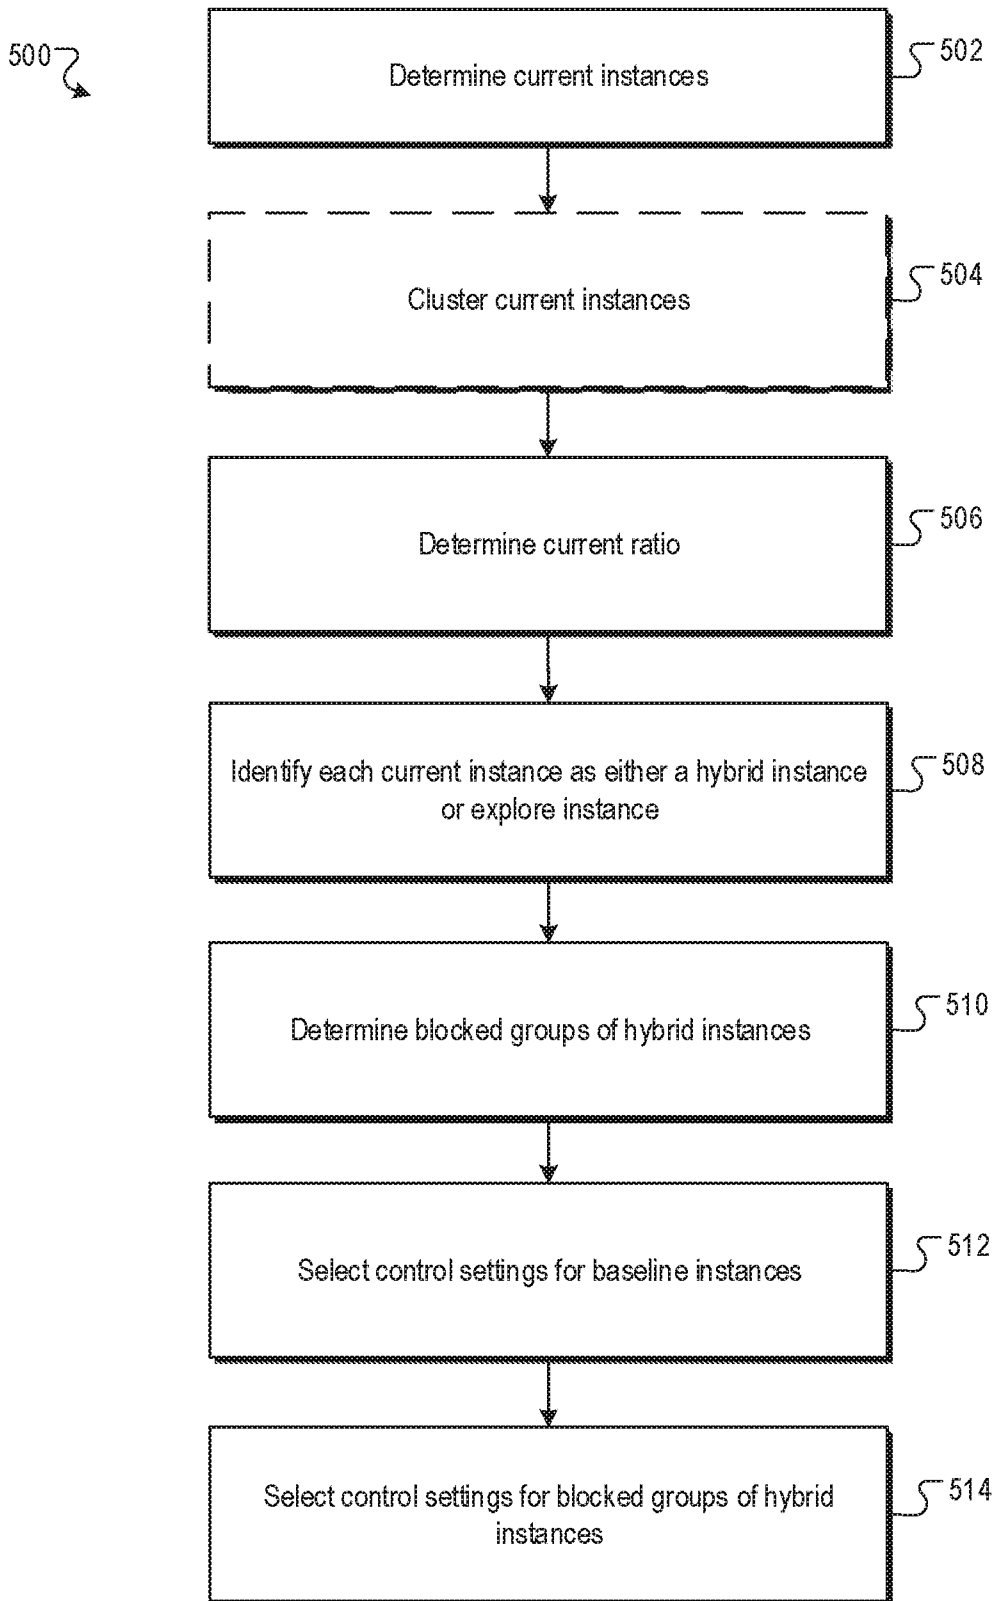 500
Determine current instances
502
Cluster current instances
504
Determine current ratio
506
Identify each current instance as either a hybrid instance
or explore instance
508
Determine blocked groups of hybrid instances
510
Select control settings for baseline instances
512
Select control settings for blocked groups of hybrid
instances
514